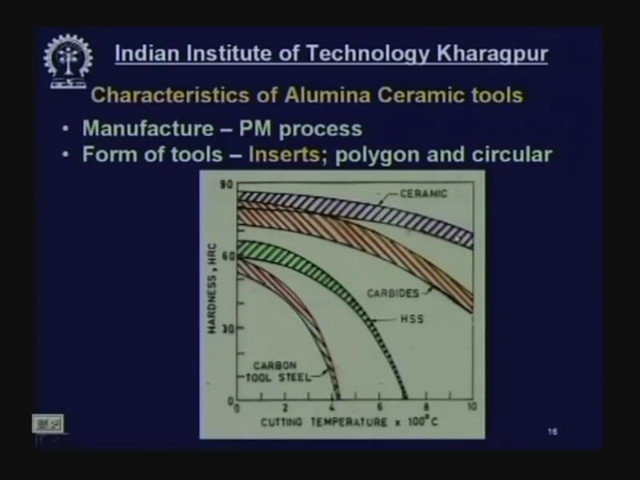 Indian Institute of Technology Kharagpur
Characteristics of Alumina Ceramic tools
• Manufacture – PM process
• Form of tools – Inserts; polygon and circular
90
CERAMIC
60
HARDNESS, HRC
CARBIDES
HSS
30
CARBON
TOOL STEEL
0
0 2 4 6 8 10
CUTTING TEMPERATURE x 100°C
16